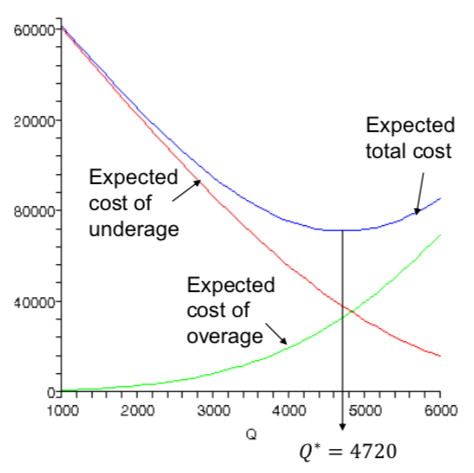 60000
20000
80000
40000
0
Expected
total cost
Expected
cost of
underage
Expected
cost of
overage
1000 2000 3000 4000 5000 6000
Q
Q* = 4720